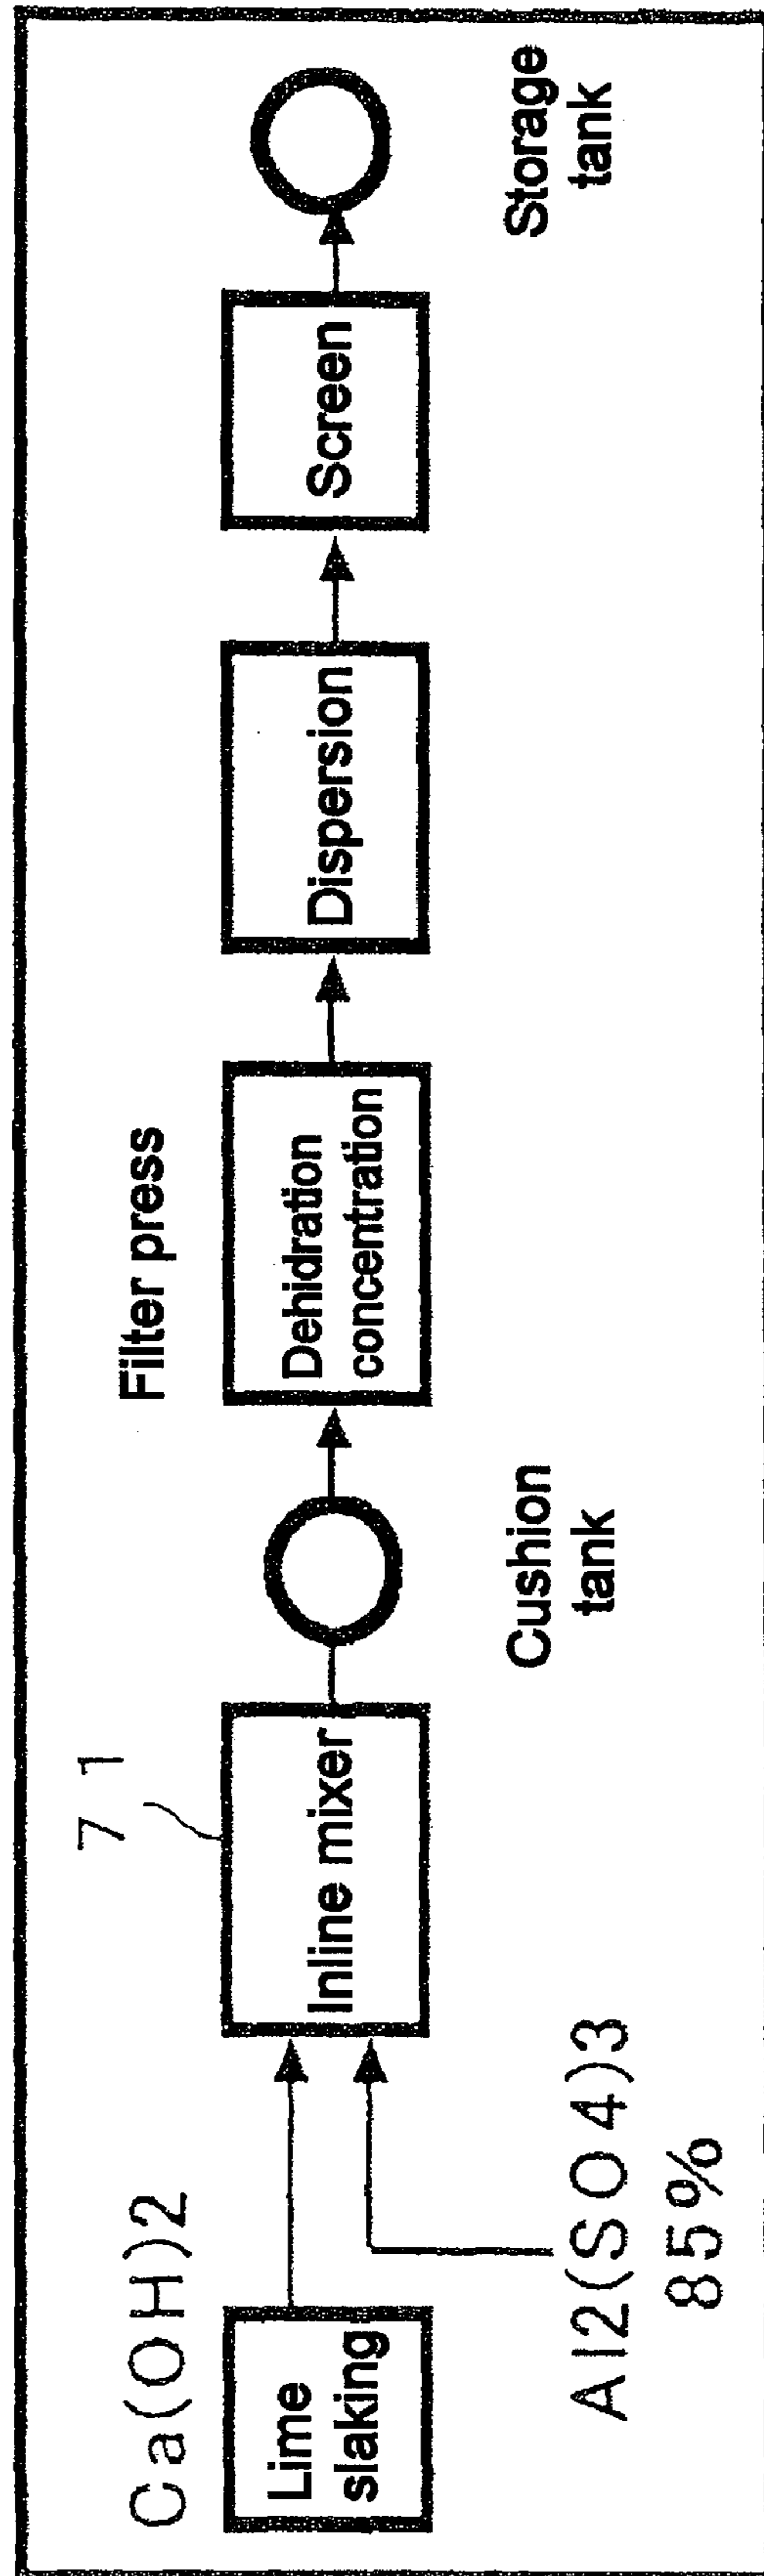 Ca(OH)2
Lime
slaking
Al2(SO4)3
85%
71
Inline mixer
Cushion
tank
Filter press
Dehidration
concentration
Dispersion
Screen
Storage
tank